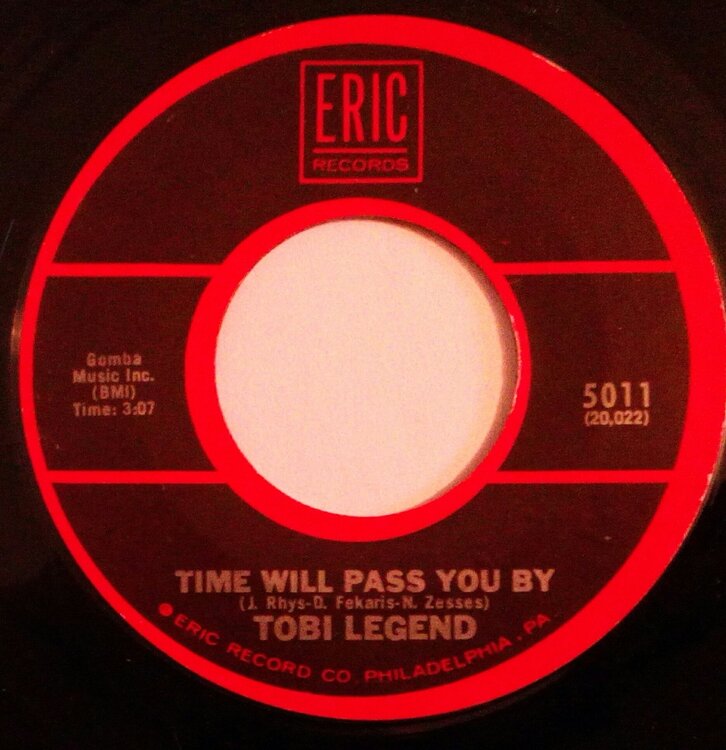 ERIC
RECORDS
Gomba
Music Inc.
(BMI)
Time: 3:07
5011
(20,022)
TIME WILL PASS YOU BY
(J. Rhys-D. Fekaris-N. Zesses)
TOBI LEGEND
ERIC RECORD CO. PHILADELPHIA, PA